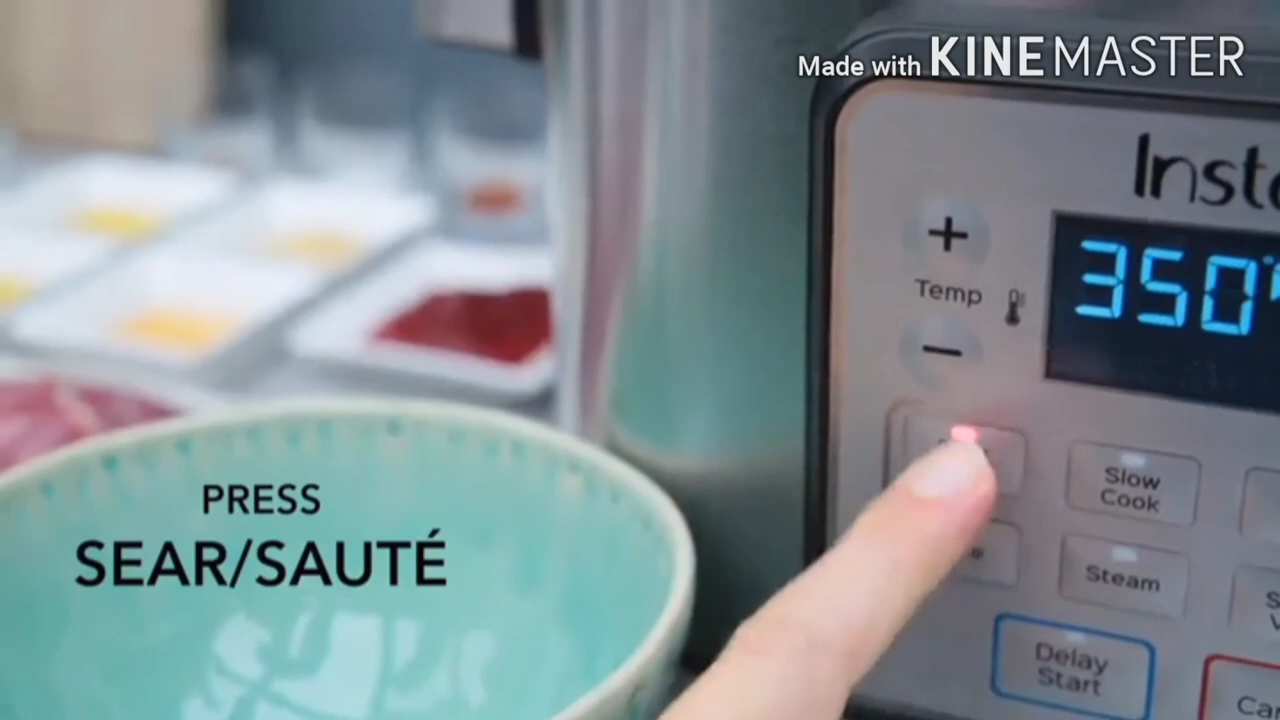 Made with KINEMASTER
Inst
+
Temp
350°
−
Slow
Cook
PRESS
SEAR/SAUTÉ
Steam
Delay
Start